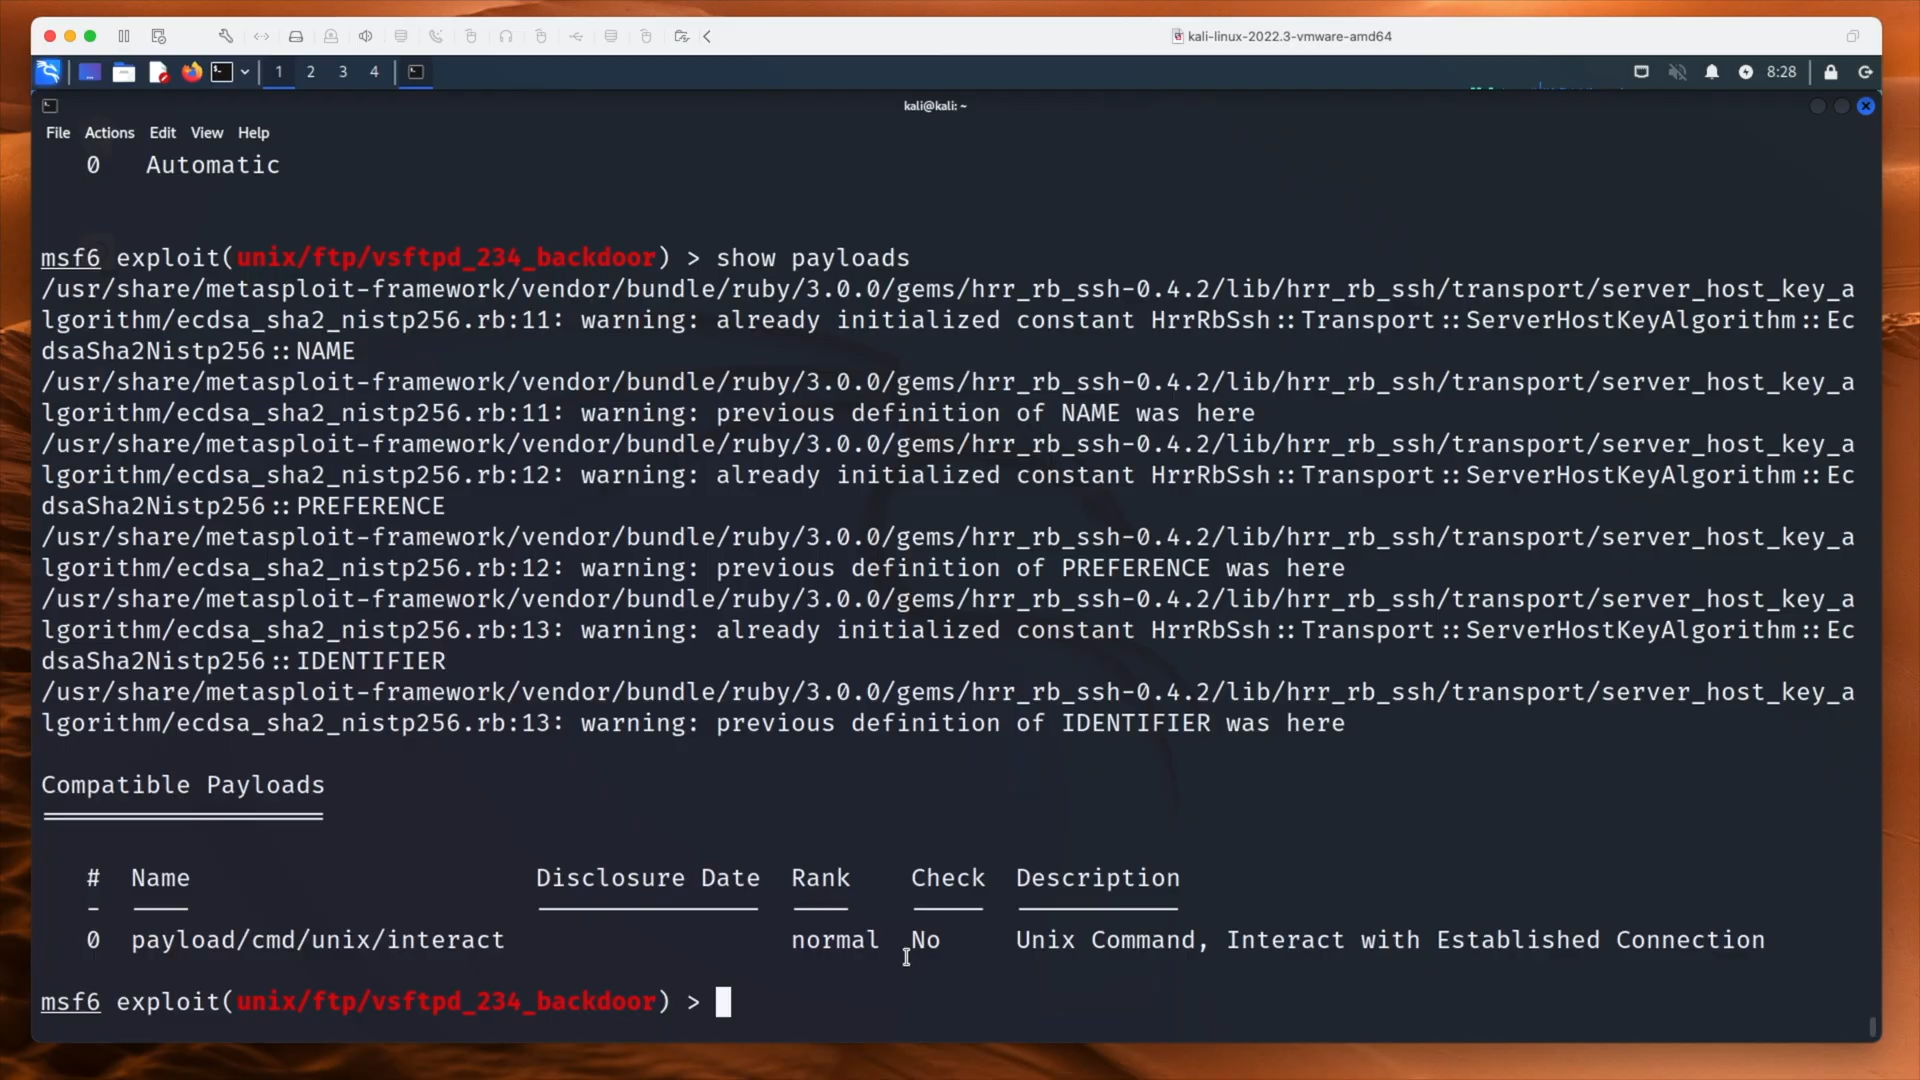 kali-linux-2022.3-vmware-amd64
1 2 3 4 8:28
kali@kali: ~
File Actions Edit View Help
0 Automatic
msf6 exploit(unix/ftp/vsftpd_234_backdoor) > show payloads
/usr/share/metasploit-framework/vendor/bundle/ruby/3.0.0/gems/hrr_rb_ssh-0.4.2/lib/hrr_rb_ssh/transport/server_host_key_a
lgorithm/ecdsa_sha2_nistp256.rb:11: warning: already initialized constant HrrRbSsh::Transport::ServerHostKeyAlgorithm::Ec
dsaSha2Nistp256::NAME
/usr/share/metasploit-framework/vendor/bundle/ruby/3.0.0/gems/hrr_rb_ssh-0.4.2/lib/hrr_rb_ssh/transport/server_host_key_a
lgorithm/ecdsa_sha2_nistp256.rb:11: warning: previous definition of NAME was here
/usr/share/metasploit-framework/vendor/bundle/ruby/3.0.0/gems/hrr_rb_ssh-0.4.2/lib/hrr_rb_ssh/transport/server_host_key_a
lgorithm/ecdsa_sha2_nistp256.rb:12: warning: already initialized constant HrrRbSsh::Transport::ServerHostKeyAlgorithm::Ec
dsaSha2Nistp256::PREFERENCE
/usr/share/metasploit-framework/vendor/bundle/ruby/3.0.0/gems/hrr_rb_ssh-0.4.2/lib/hrr_rb_ssh/transport/server_host_key_a
lgorithm/ecdsa_sha2_nistp256.rb:12: warning: previous definition of PREFERENCE was here
/usr/share/metasploit-framework/vendor/bundle/ruby/3.0.0/gems/hrr_rb_ssh-0.4.2/lib/hrr_rb_ssh/transport/server_host_key_a
lgorithm/ecdsa_sha2_nistp256.rb:13: warning: already initialized constant HrrRbSsh::Transport::ServerHostKeyAlgorithm::Ec
dsaSha2Nistp256::IDENTIFIER
/usr/share/metasploit-framework/vendor/bundle/ruby/3.0.0/gems/hrr_rb_ssh-0.4.2/lib/hrr_rb_ssh/transport/server_host_key_a
lgorithm/ecdsa_sha2_nistp256.rb:13: warning: previous definition of IDENTIFIER was here
Compatible Payloads
# Name Disclosure Date Rank Check Description
0 payload/cmd/unix/interact normal No Unix Command, Interact with Established Connection
msf6 exploit(unix/ftp/vsftpd_234_backdoor) >